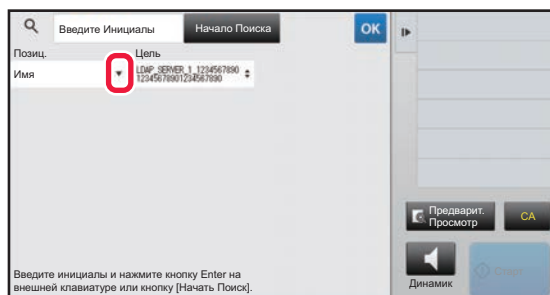 Введите Инициалы
Начало Поиска
OK
Позиц.
Цель
Имя
LDAP_SERVER_1_1234567890
12345678901234567890
Введите инициалы и нажмите кнопку Enter на
внешней клавиатуре или кнопку [Начать Поиск].
Предварит.
Просмотр
CA
Динамик
Старт